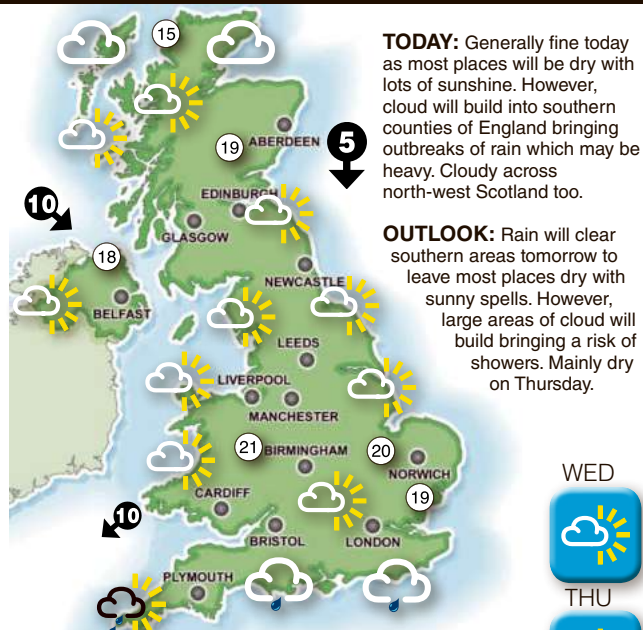 15
TODAY: Generally fine today
as most places will be dry with
lots of sunshine. However,
cloud will build into southern
counties of England bringing
outbreaks of rain which may be
heavy. Cloudy across
north-west Scotland too.
OUTLOOK: Rain will clear
southern areas tomorrow to
leave most places dry with
sunny spells. However,
large areas of cloud will
build bringing a risk of
showers. Mainly dry
on Thursday.
19
ABERDEEN
5
EDINBURGH
10
GLASGOW
18
NEWCASTLE
BELFAST
LEEDS
LIVERPOOL
MANCHESTER
21
BIRMINGHAM
20
NORWICH
19
CARDIFF
10
BRISTOL
LONDON
PLYMOUTH
WED
THU